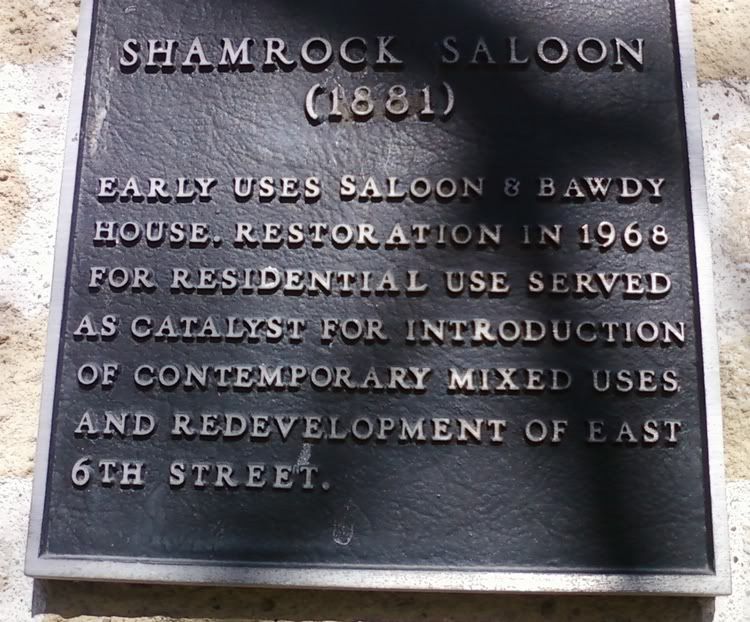 SHAMROCK SALOON
(1881)
EARLY USES SALOON & BAWDY
HOUSE. RESTORATION IN 1968
FOR RESIDENTIAL USE SERVED
AS CATALYST FOR INTRODUCTION
OF CONTEMPORARY MIXED USES
AND REDEVELOPMENT OF EAST
6TH STREET.